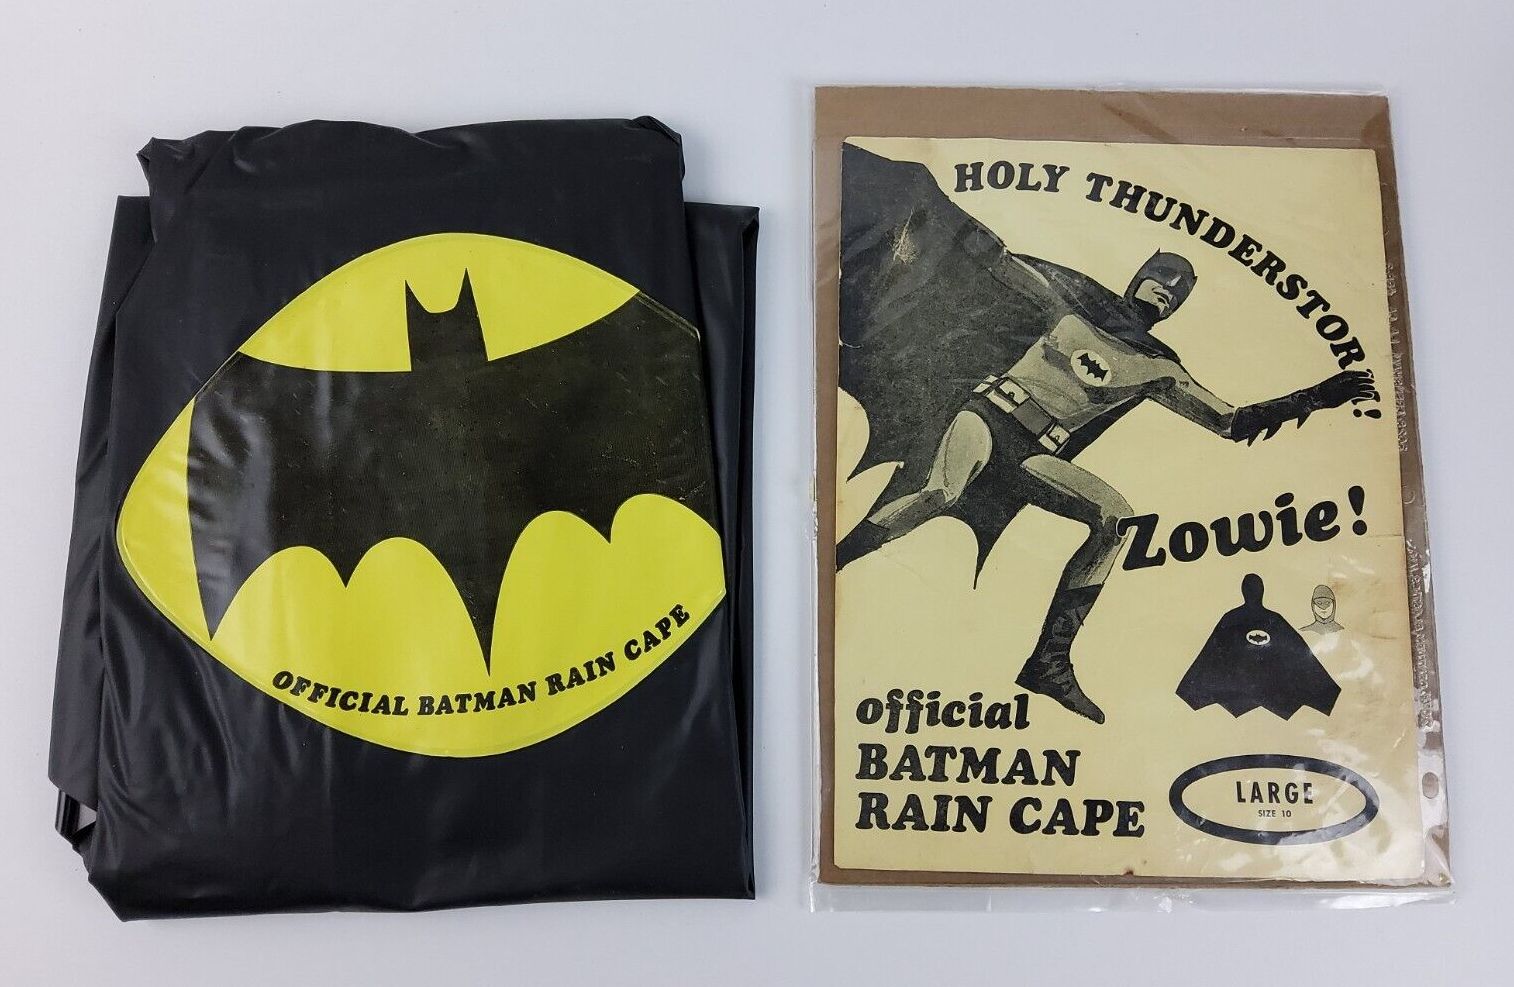 OFFICIAL BATMAN RAIN CAPE
HOLY THUNDERSTORM!
Zowie!
official
BATMAN
RAIN CAPE
LARGE
SIZE 10